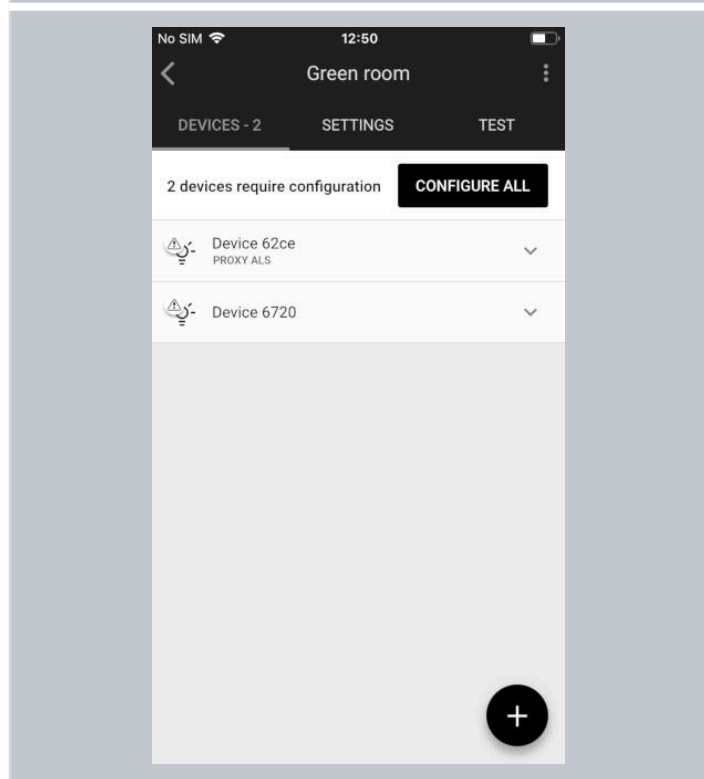 No SIM 12:50
Green room
DEVICES - 2 SETTINGS TEST
2 devices require configuration CONFIGURE ALL
Device 62ce
PROXY ALS
Device 6720